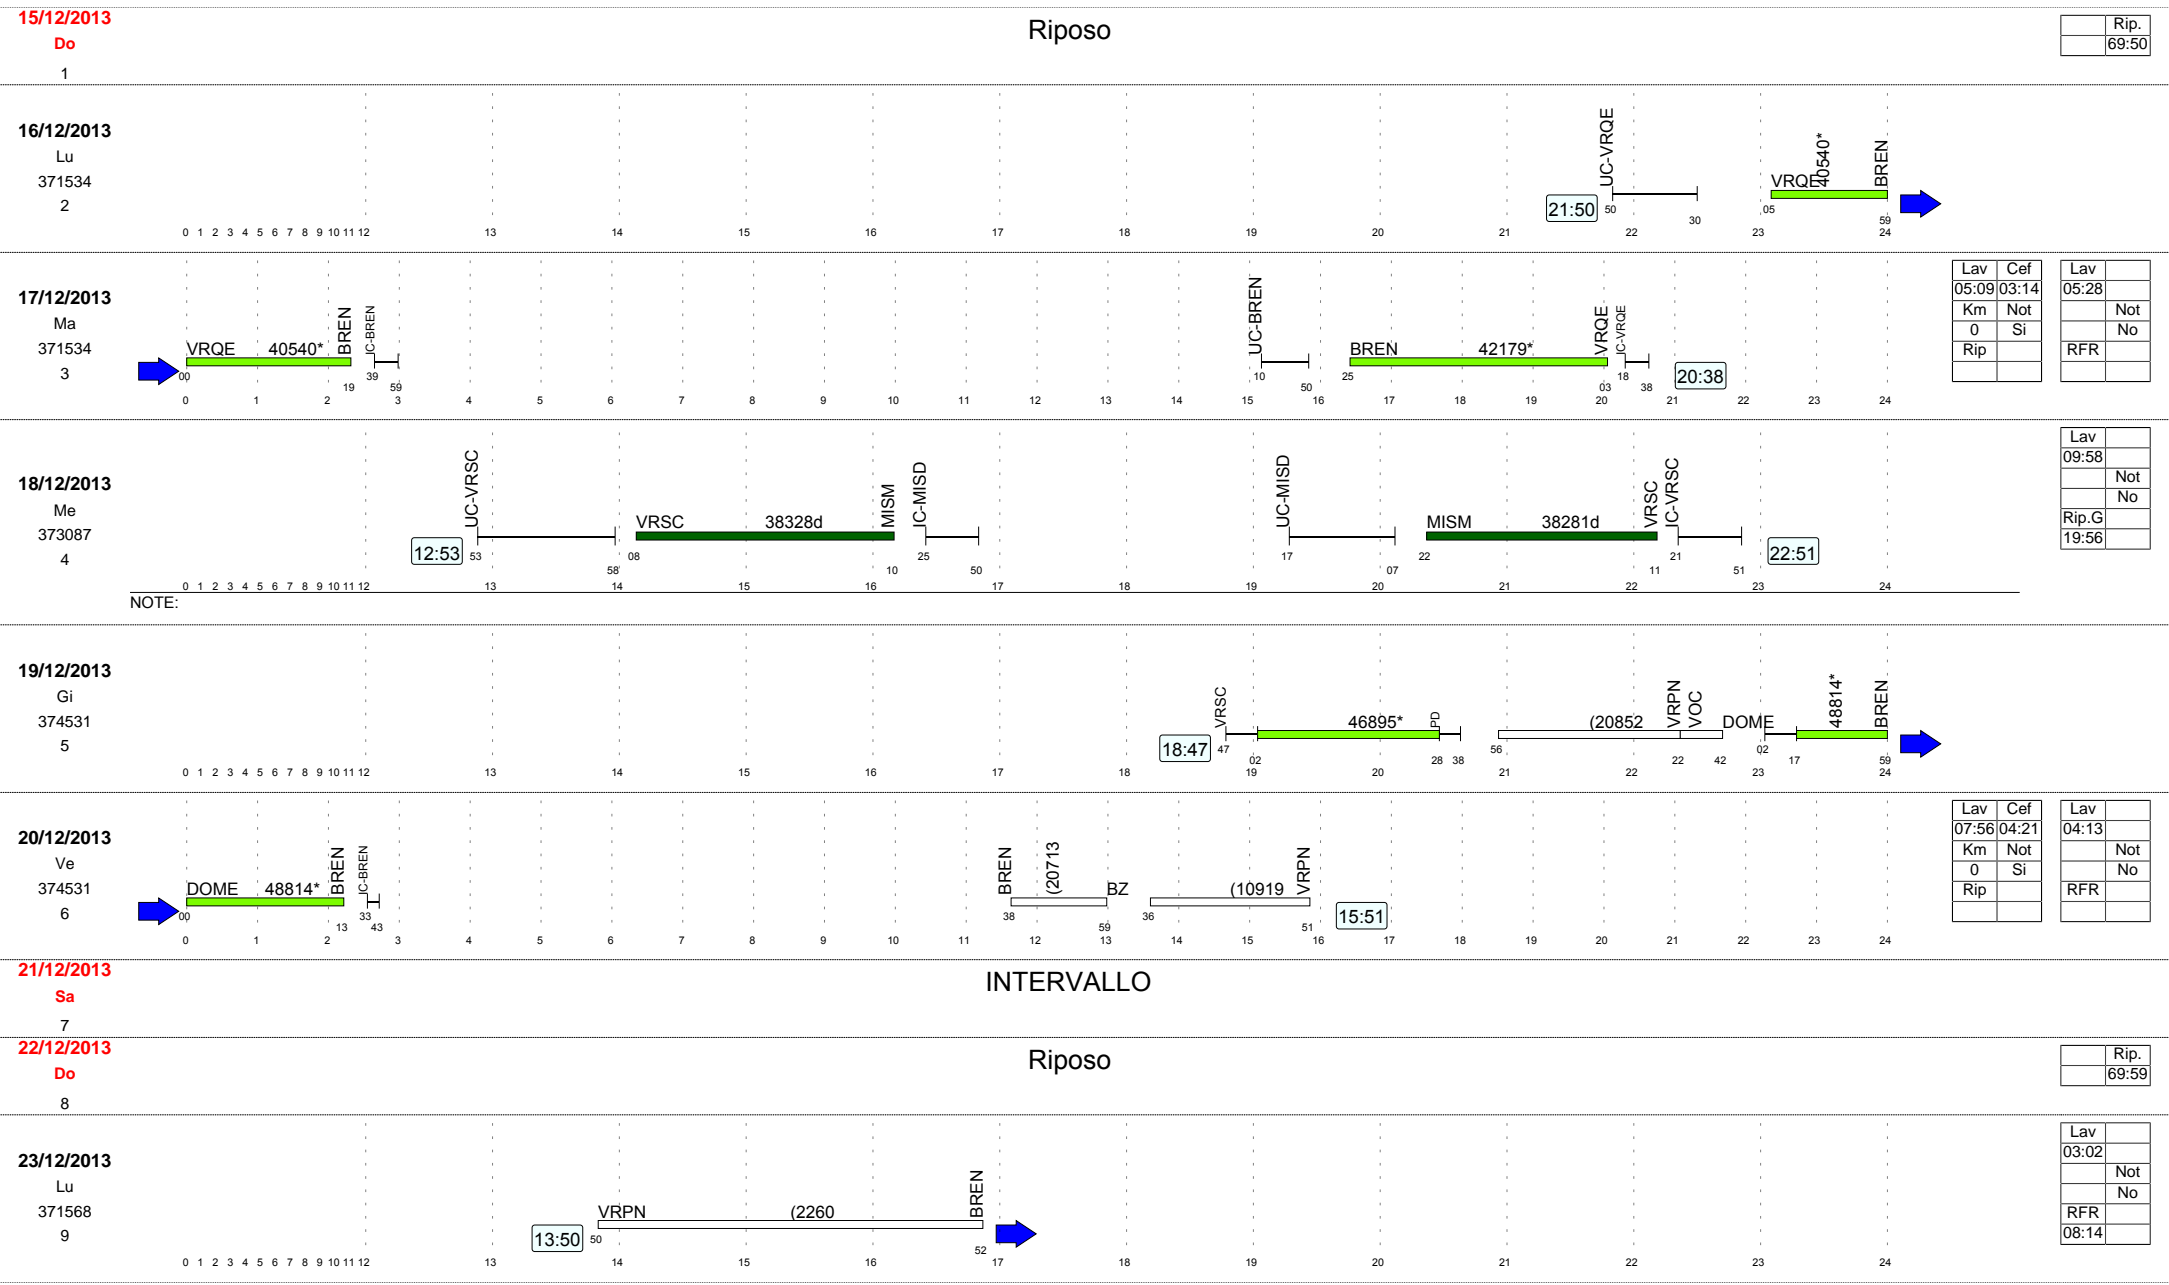 15/12/2013
Do
1
Riposo
Rip.
69:50
16/12/2013
Lu
371534
2
21:50
UC-VRQE
50
30
VRQE
40540*
BREN
05
59
0 1 2 3 4 5 6 7 8 9 10 11 12 13 14 15 16 17 18 19 20 21 22 23 24
17/12/2013
Ma
371534
3
VRQE 40540* BREN
00
19
IC-BREN
39
59
UC-BREN
10
50
BREN 42179* VRQE
25
03
IC-VRQE
18
38
20:38
0 1 2 3 4 5 6 7 8 9 10 11 12 13 14 15 16 17 18 19 20 21 22 23 24
Lav Cef
05:09 03:14
Km Not
0 Si
Rip
Lav
05:28
Not
No
RFR
18/12/2013
Me
373087
4
12:53
UC-VRSC
53
58
VRSC 38328d MISM
08
10
IC-MISD
25
50
UC-MISD
17
07
MISM 38281d VRSC
22
11
IC-VRSC
21
51
22:51
0 1 2 3 4 5 6 7 8 9 10 11 12 13 14 15 16 17 18 19 20 21 22 23 24
NOTE:
Lav
09:58
Not
No
Rip.G
19:56
19/12/2013
Gi
374531
5
18:47
VRSC
47
02
46895*
PD
28 38
(20852
VRPN
VOC
56
22
42
DOME
48814*
BREN
02
17
59
0 1 2 3 4 5 6 7 8 9 10 11 12 13 14 15 16 17 18 19 20 21 22 23 24
20/12/2013
Ve
374531
6
DOME 48814* BREN
00
13
IC-BREN
33
43
BREN
(20713
BZ
38
59
(10919
VRPN
36
51
15:51
0 1 2 3 4 5 6 7 8 9 10 11 12 13 14 15 16 17 18 19 20 21 22 23 24
Lav Cef
07:56 04:21
Km Not
0 Si
Rip
Lav
04:13
Not
No
RFR
21/12/2013
Sa
7
INTERVALLO
22/12/2013
Do
8
Riposo
Rip.
69:59
23/12/2013
Lu
371568
9
13:50
VRPN (2260 BREN
50
52
0 1 2 3 4 5 6 7 8 9 10 11 12 13 14 15 16 17 18 19 20 21 22 23 24
Lav
03:02
Not
No
RFR
08:14